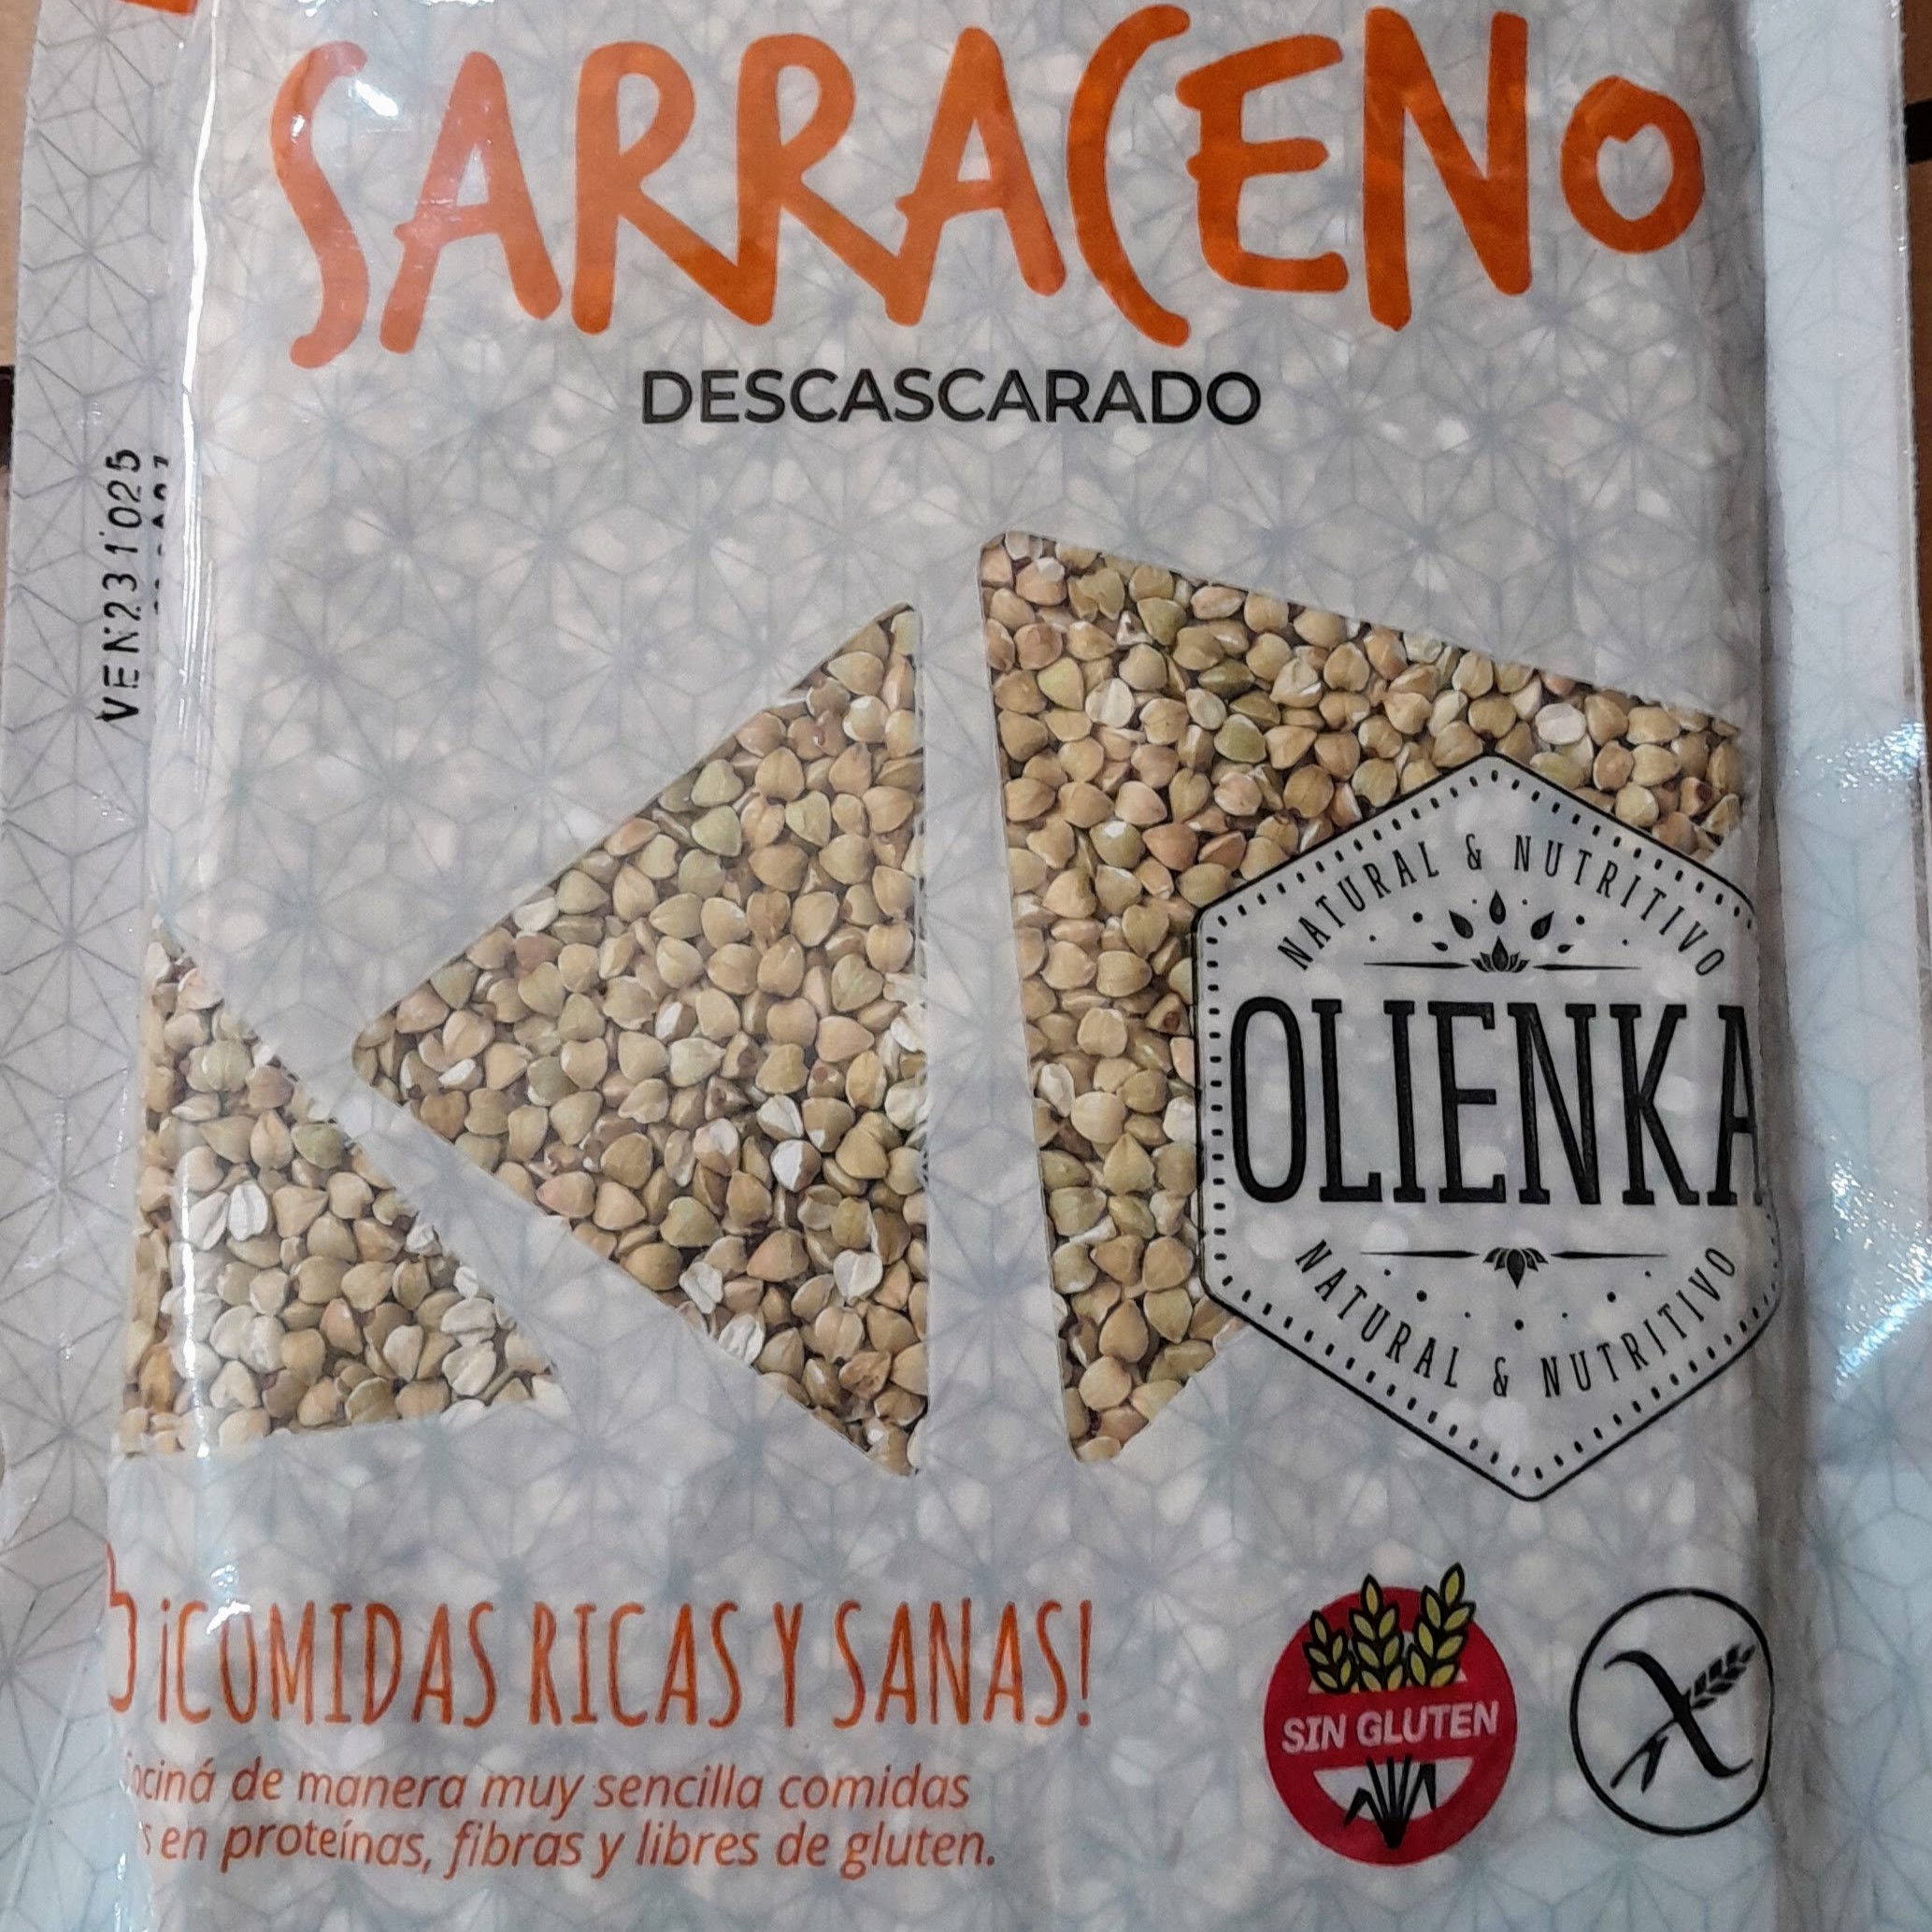 SARRACENO
DESCASCARADO
VEN231025
NATURAL & NUTRITIVO
OLIENKA
NATURAL & NUTRITIVO
¡COMIDAS RICAS Y SANAS!
de manera muy sencilla comidas
en proteínas, fibras y libres de gluten.
SIN GLUTEN